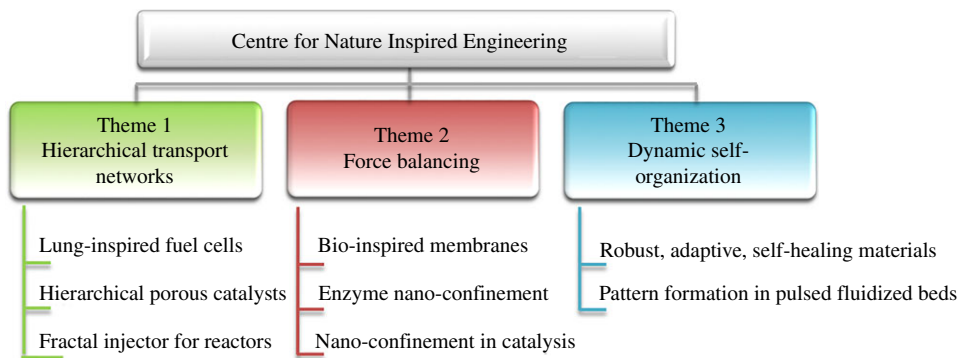 Centre for Nature Inspired Engineering
Theme 1
Hierarchical transport
networks
Theme 2
Force balancing
Theme 3
Dynamic self-
organization
Lung-inspired fuel cells
Hierarchical porous catalysts
Fractal injector for reactors
Bio-inspired membranes
Enzyme nano-confinement
Nano-confinement in catalysis
Robust, adaptive, self-healing materials
Pattern formation in pulsed fluidized beds